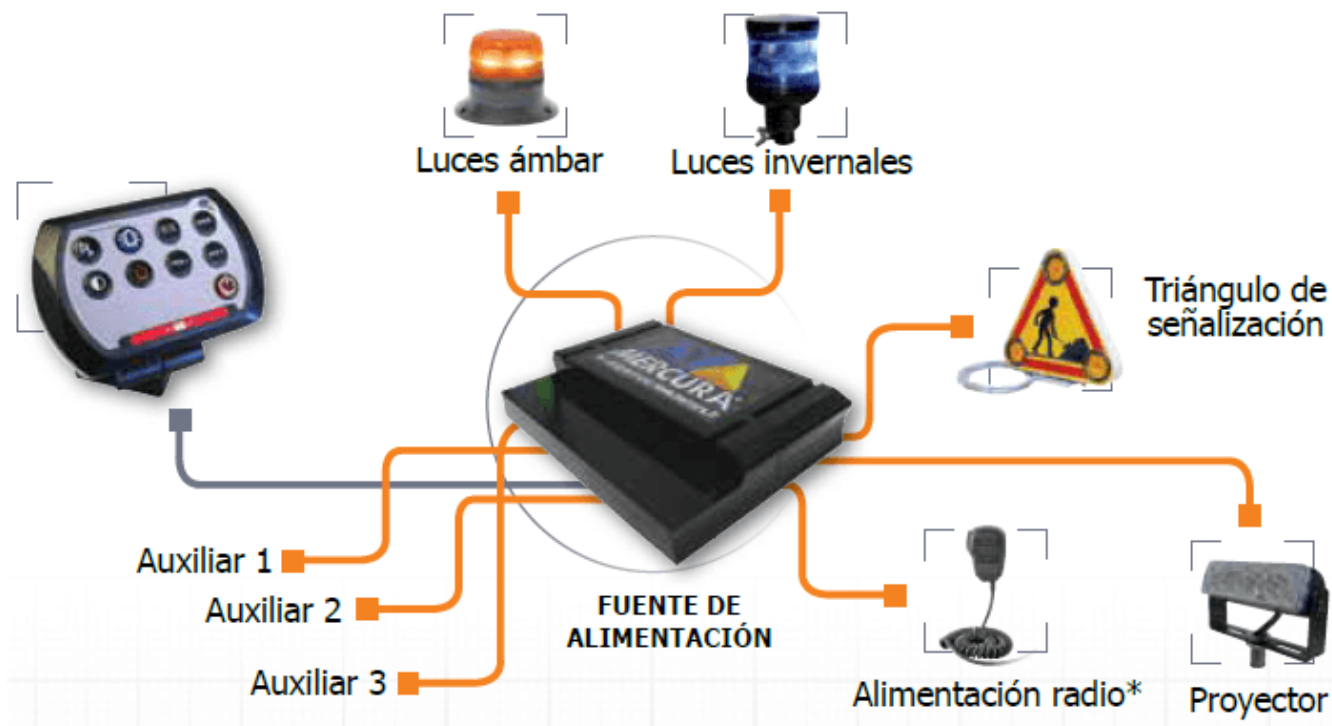 Luces ámbar
Luces invernales
Triángulo de
señalización
MERCURA
Auxiliar 1
Auxiliar 2
Auxiliar 3
FUENTE DE
ALIMENTACIÓN
Alimentación radio*
Proyector